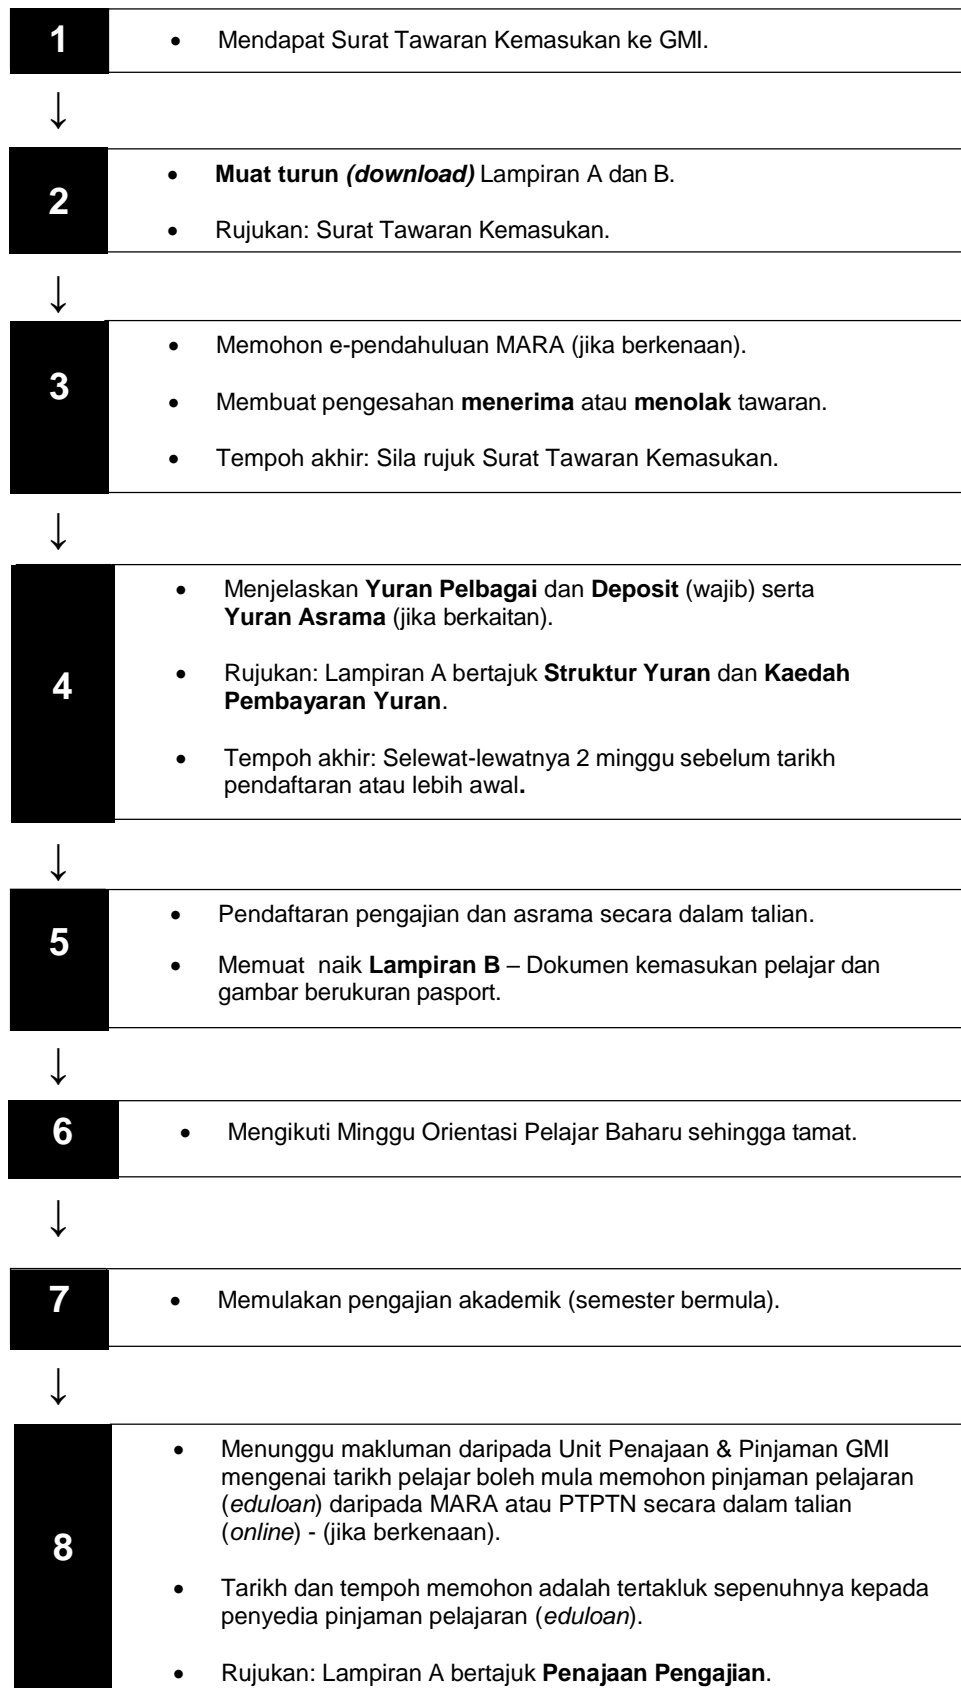 1
• Mendapat Surat Tawaran Kemasukan ke GMI.
↓
2
• Muat turun (download) Lampiran A dan B.
• Rujukan: Surat Tawaran Kemasukan.
↓
3
• Memohon e-pendahuluan MARA (jika berkenaan).
• Membuat pengesahan menerima atau menolak tawaran.
• Tempoh akhir: Sila rujuk Surat Tawaran Kemasukan.
↓
4
• Menjelaskan Yuran Pelbagai dan Deposit (wajib) serta
Yuran Asrama (jika berkaitan).
• Rujukan: Lampiran A bertajuk Struktur Yuran dan Kaedah
Pembayaran Yuran.
• Tempoh akhir: Selewat-lewatnya 2 minggu sebelum tarikh
pendaftaran atau lebih awal.
↓
5
• Pendaftaran pengajian dan asrama secara dalam talian.
• Memuat naik Lampiran B – Dokumen kemasukan pelajar dan
gambar berukuran pasport.
↓
6
• Mengikuti Minggu Orientasi Pelajar Baharu sehingga tamat.
↓
7
• Memulakan pengajian akademik (semester bermula).
↓
8
• Menunggu makluman daripada Unit Penajaan & Pinjaman GMI
mengenai tarikh pelajar boleh mula memohon pinjaman pelajaran
(eduloan) daripada MARA atau PTPTN secara dalam talian
(online) - (jika berkenaan).
• Tarikh dan tempoh memohon adalah tertakluk sepenuhnya kepada
penyedia pinjaman pelajaran (eduloan).
• Rujukan: Lampiran A bertajuk Penajaan Pengajian.